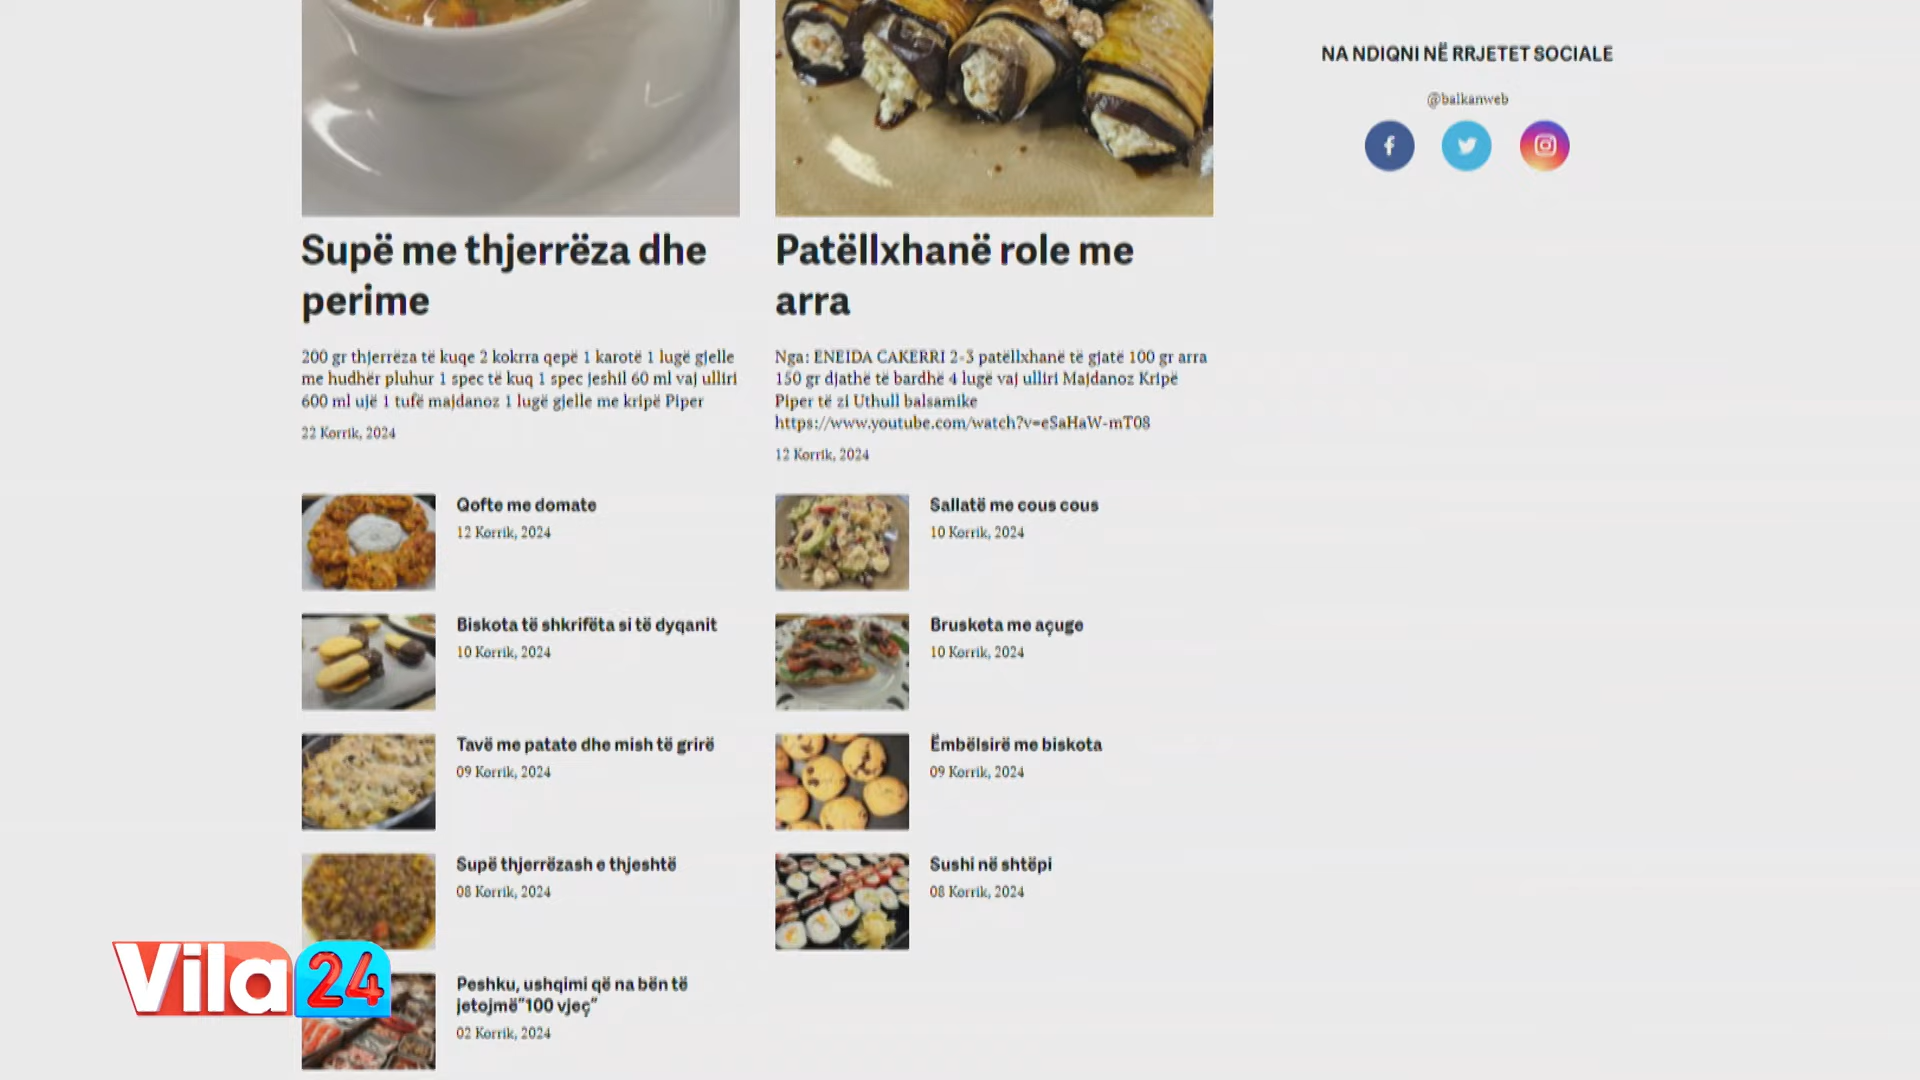 NA NDIQNI NË RRJETET SOCIALE
@balkanweb
Supë me thjerrëza dhe
perime
200 gr thjerrëza të kuqe 2 kokrra qepë 1 karotë 1 lugë gjelle
me hudhër pluhur 1 spec të kuq 1 spec jeshil 60 ml vaj ulliri
600 ml ujë 1 tufë majdanoz 1 lugë gjelle me kripë Piper
22 Korrik, 2024
Patëllxhanë role me
arra
Nga: ENEIDA CAKERRI 2-3 patëllxhanë të gjatë 100 gr arra
150 gr djathë të bardhë 4 lugë vaj ulliri Majdanoz Kripë
Piper të zi Uthull balsamike
https://www.youtube.com/watch?v=eSaHaW-mT08
12 Korrik, 2024
Qofte me domate
12 Korrik, 2024
Sallatë me cous cous
10 Korrik, 2024
Biskota të shkrifëta si të dyqanit
10 Korrik, 2024
Brusketa me açuge
10 Korrik, 2024
Tavë me patate dhe mish të grirë
09 Korrik, 2024
Ëmbëlsirë me biskota
09 Korrik, 2024
Supë thjerrëzash e thjeshtë
08 Korrik, 2024
Sushi në shtëpi
08 Korrik, 2024
Peshku, ushqimi që na bën të
jetojmë"100 vjeç"
02 Korrik, 2024
Vila 24